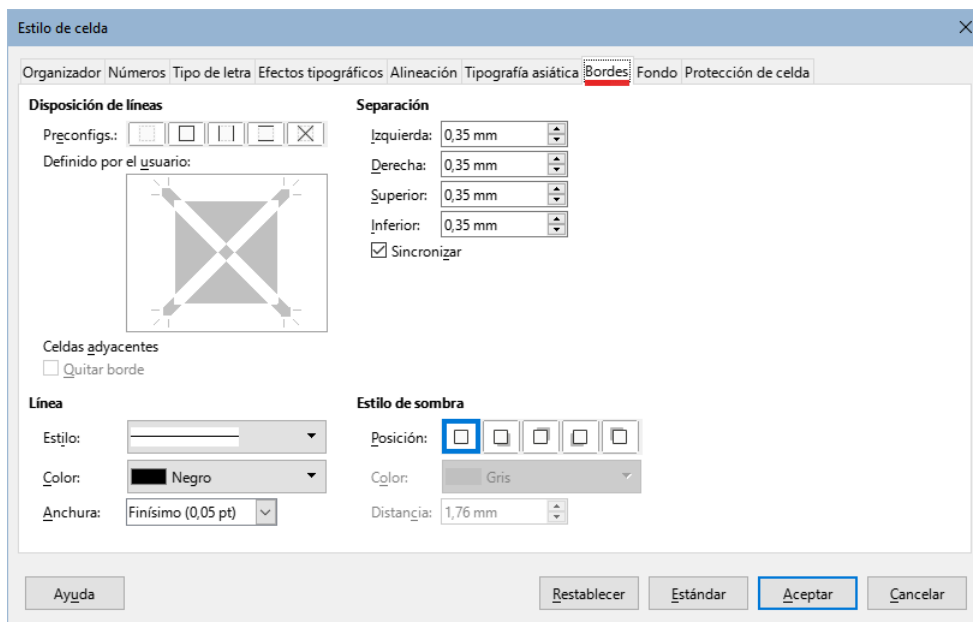 Estilo de celda
Organizador Números Tipo de letra Efectos tipográficos Alineación Tipografía asiática Bordes Fondo Protección de celda
Disposición de líneas
Preconfigs.:
Definido por el usuario:
Celdas adyacentes
Quitar borde
Separación
Izquierda: 0,35 mm
Derecha: 0,35 mm
Superior: 0,35 mm
Inferior: 0,35 mm
Sincronizar
Línea
Estilo:
Color: Negro
Anchura: Finísimo (0,05 pt)
Estilo de sombra
Posición:
Color: Gris
Distancia: 1,76 mm
Ayuda Restablecer Estándar Aceptar Cancelar